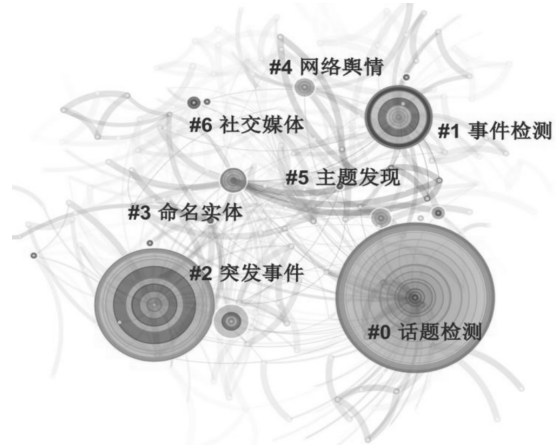 #4 网络舆情
#6 社交媒体
#1 事件检测
#5 主题发现
#3 命名实体
#2 突发事件
#0 话题检测